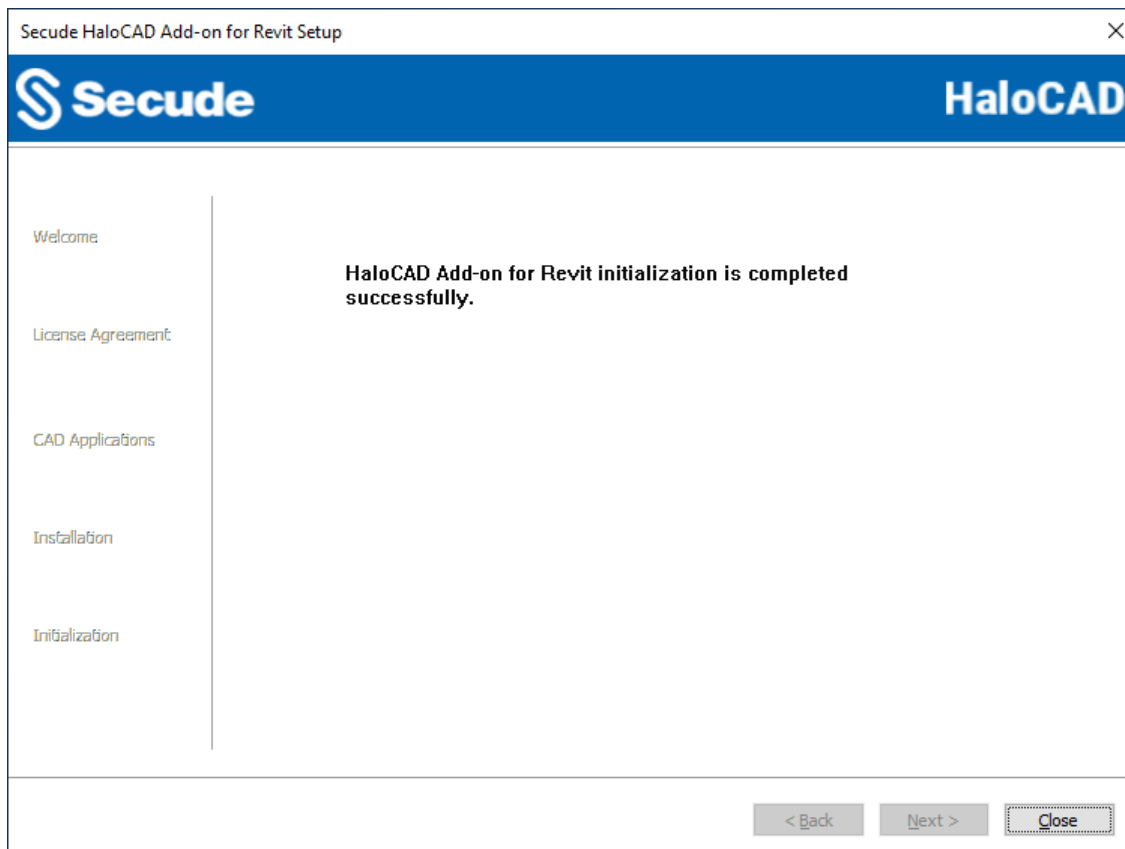 Secude HaloCAD Add-on for Revit Setup
Secude
HaloCAD
Welcome
License Agreement
CAD Applications
Installation
Initialization
HaloCAD Add-on for Revit initialization is completed
successfully.
< Back
Next >
Close